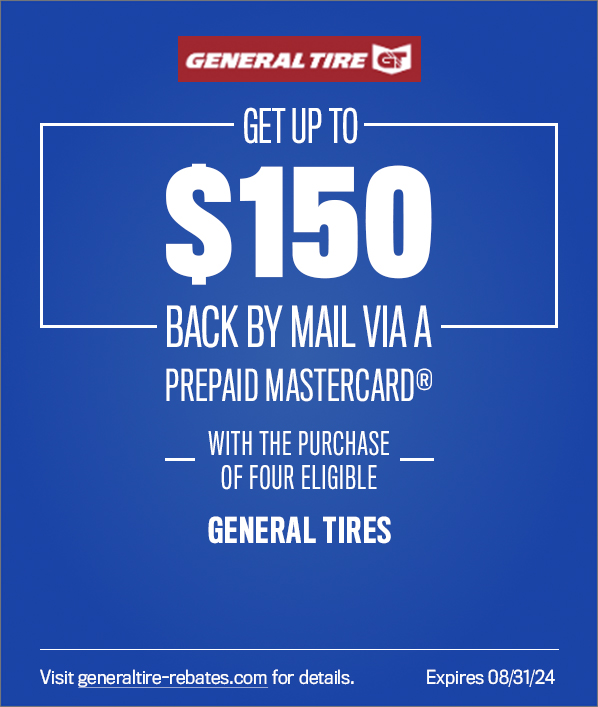 GENERAL TIRE GT
GET UP TO
$150
BACK BY MAIL VIA A
PREPAID MASTERCARD®
WITH THE PURCHASE
OF FOUR ELIGIBLE
GENERAL TIRES
Visit generaltire-rebates.com for details. Expires 08/31/24